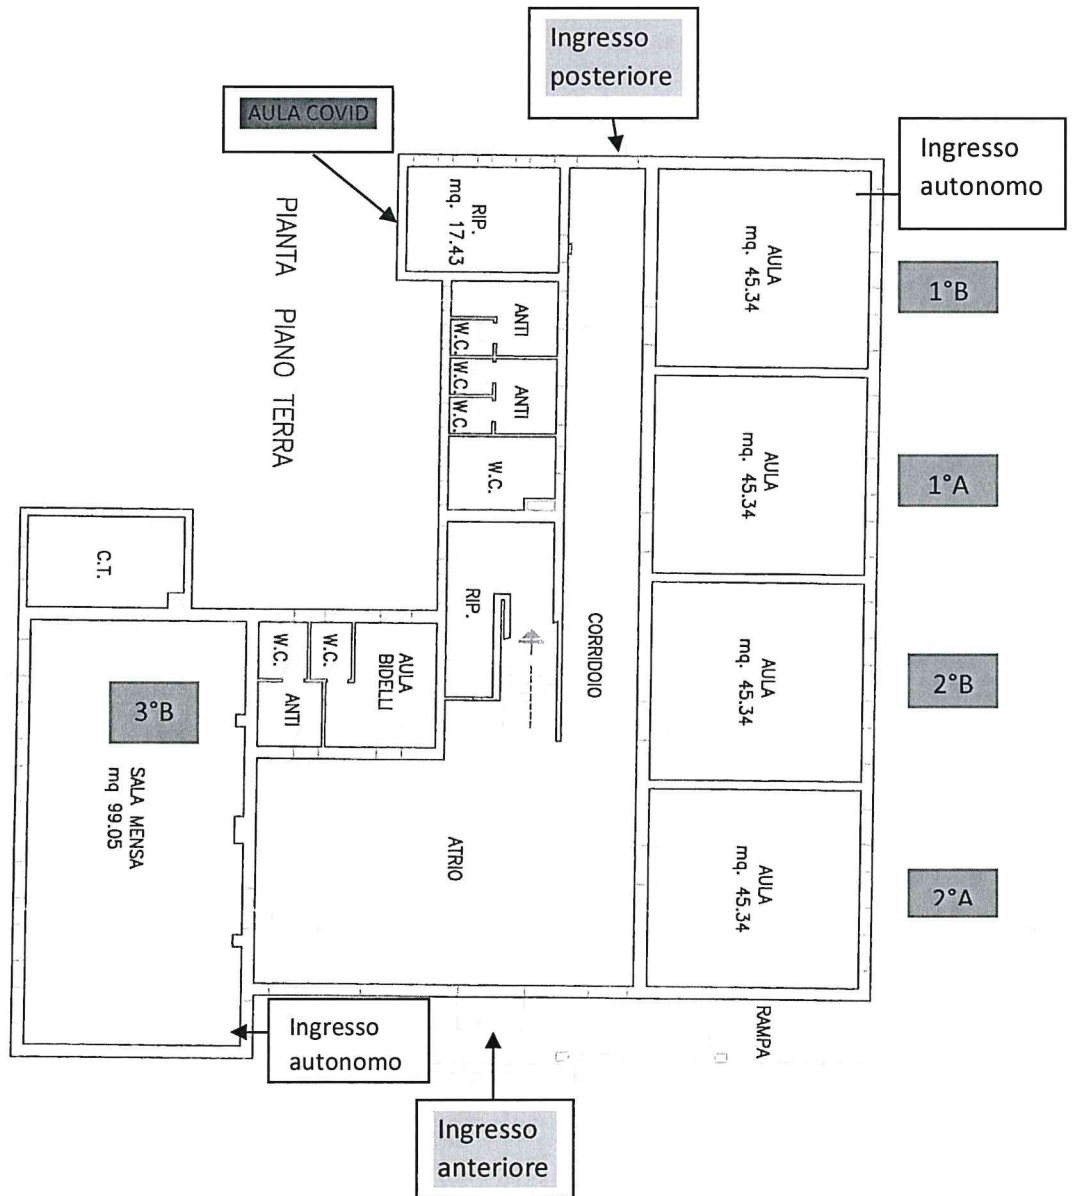 Ingresso
posteriore
AULA COVID
Ingresso
autonomo
PIANTA PIANO TERRA
RIP.
mq. 17.43
AULA
mq. 45.34
1°B
ANTI
W.C.
W.C.
ANTI
W.C.
W.C.
AULA
mq. 45.34
1°A
C.T.
RIP.
CORRIDOIO
W.C.
W.C.
AULA
BIDELLI
ANTI
AULA
mq. 45.34
2°B
3°B
SALA MENSA
mq 99.05
ATRIO
AULA
mq. 45.34
2°A
RAMPA
Ingresso
autonomo
Ingresso
anteriore